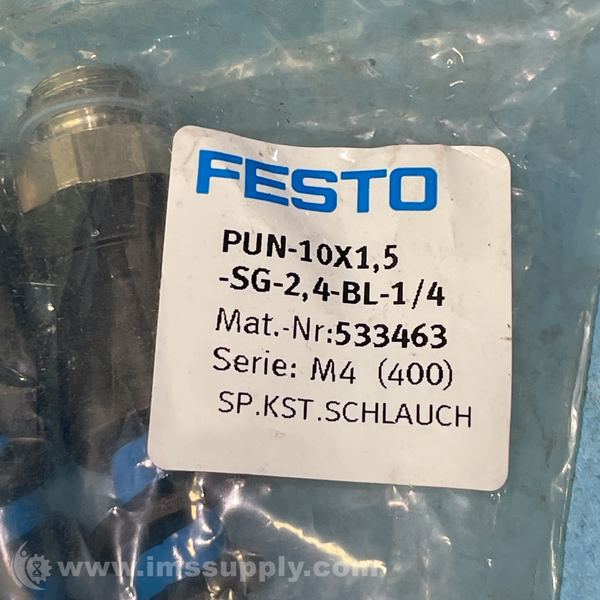 FESTO
PUN-10X1,5
-SG-2,4-BL-1/4
Mat.-Nr:533463
Serie: M4 (400)
SP.KST.SCHLAUCH
www.imssupply.com